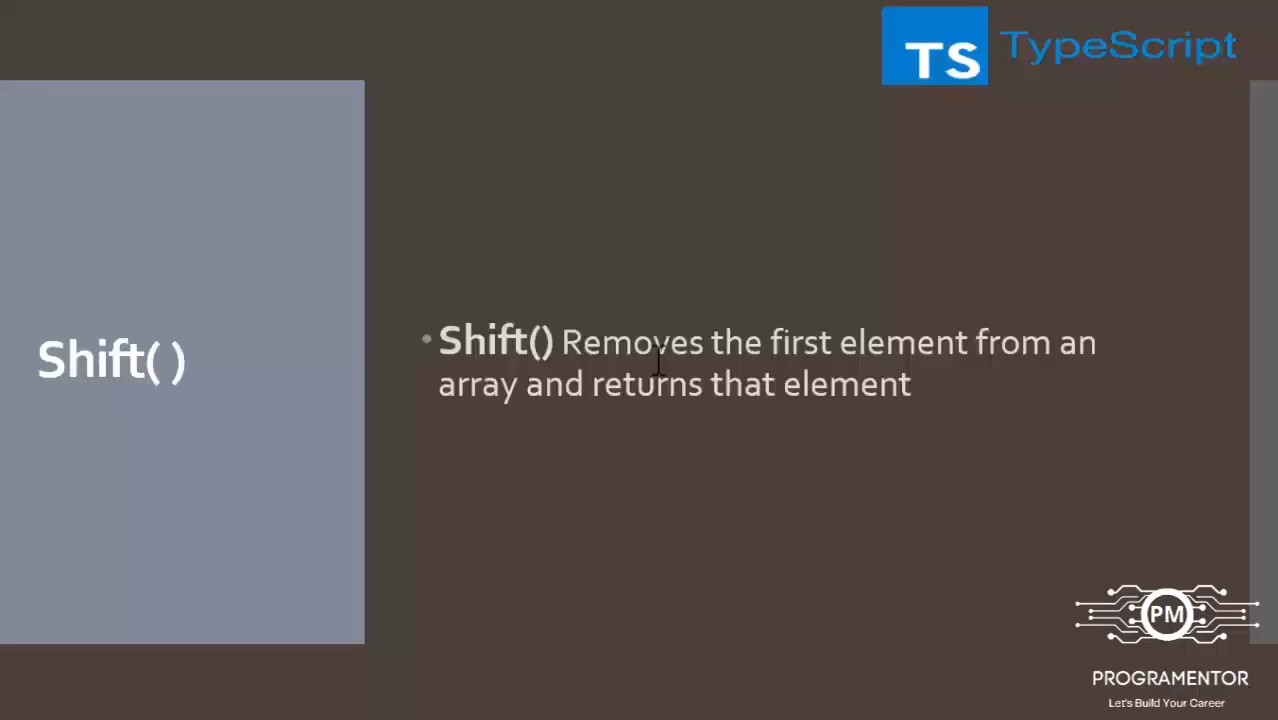 TS TypeScript
Shift( )
• Shift() Removes the first element from an
array and returns that element
PM
PROGRAMENTOR
Let's Build Your Career